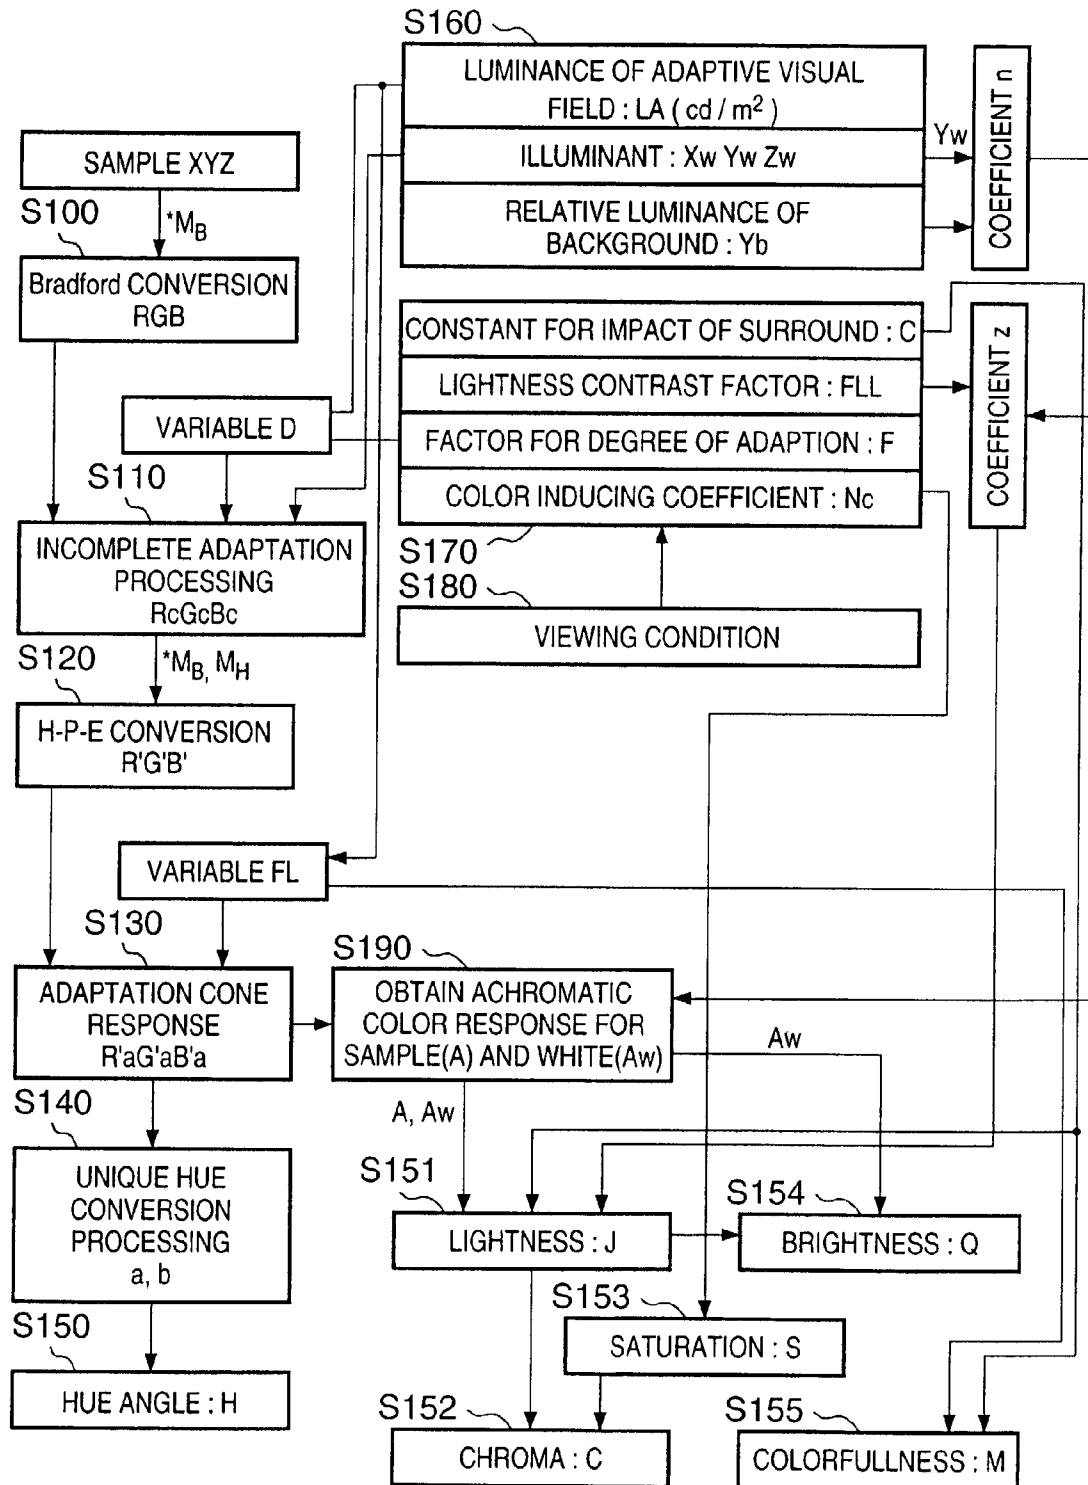 S160
LUMINANCE OF ADAPTIVE VISUAL
FIELD : LA ( cd / m²)
ILLUMINANT : Xw Yw Zw
RELATIVE LUMINANCE OF
BACKGROUND : Yb
Yw
COEFFICIENT n
SAMPLE XYZ
S100
*MB
Bradford CONVERSION
RGB
CONSTANT FOR IMPACT OF SURROUND : C
LIGHTNESS CONTRAST FACTOR : FLL
FACTOR FOR DEGREE OF ADAPTION : F
COLOR INDUCING COEFFICIENT : Nc
COEFFICIENT z
VARIABLE D
S110
INCOMPLETE ADAPTATION
PROCESSING
RcGcBc
S170
S180
VIEWING CONDITION
S120
*MB, MH
H-P-E CONVERSION
R'G'B'
VARIABLE FL
S130
ADAPTATION CONE
RESPONSE
R'aG'aB'a
S190
OBTAIN ACHROMATIC
COLOR RESPONSE FOR
SAMPLE(A) AND WHITE(Aw)
Aw
A, Aw
S140
UNIQUE HUE
CONVERSION
PROCESSING
a, b
S151
LIGHTNESS : J
S154
BRIGHTNESS : Q
S153
SATURATION : S
S150
HUE ANGLE : H
S152
CHROMA : C
S155
COLORFULLNESS : M